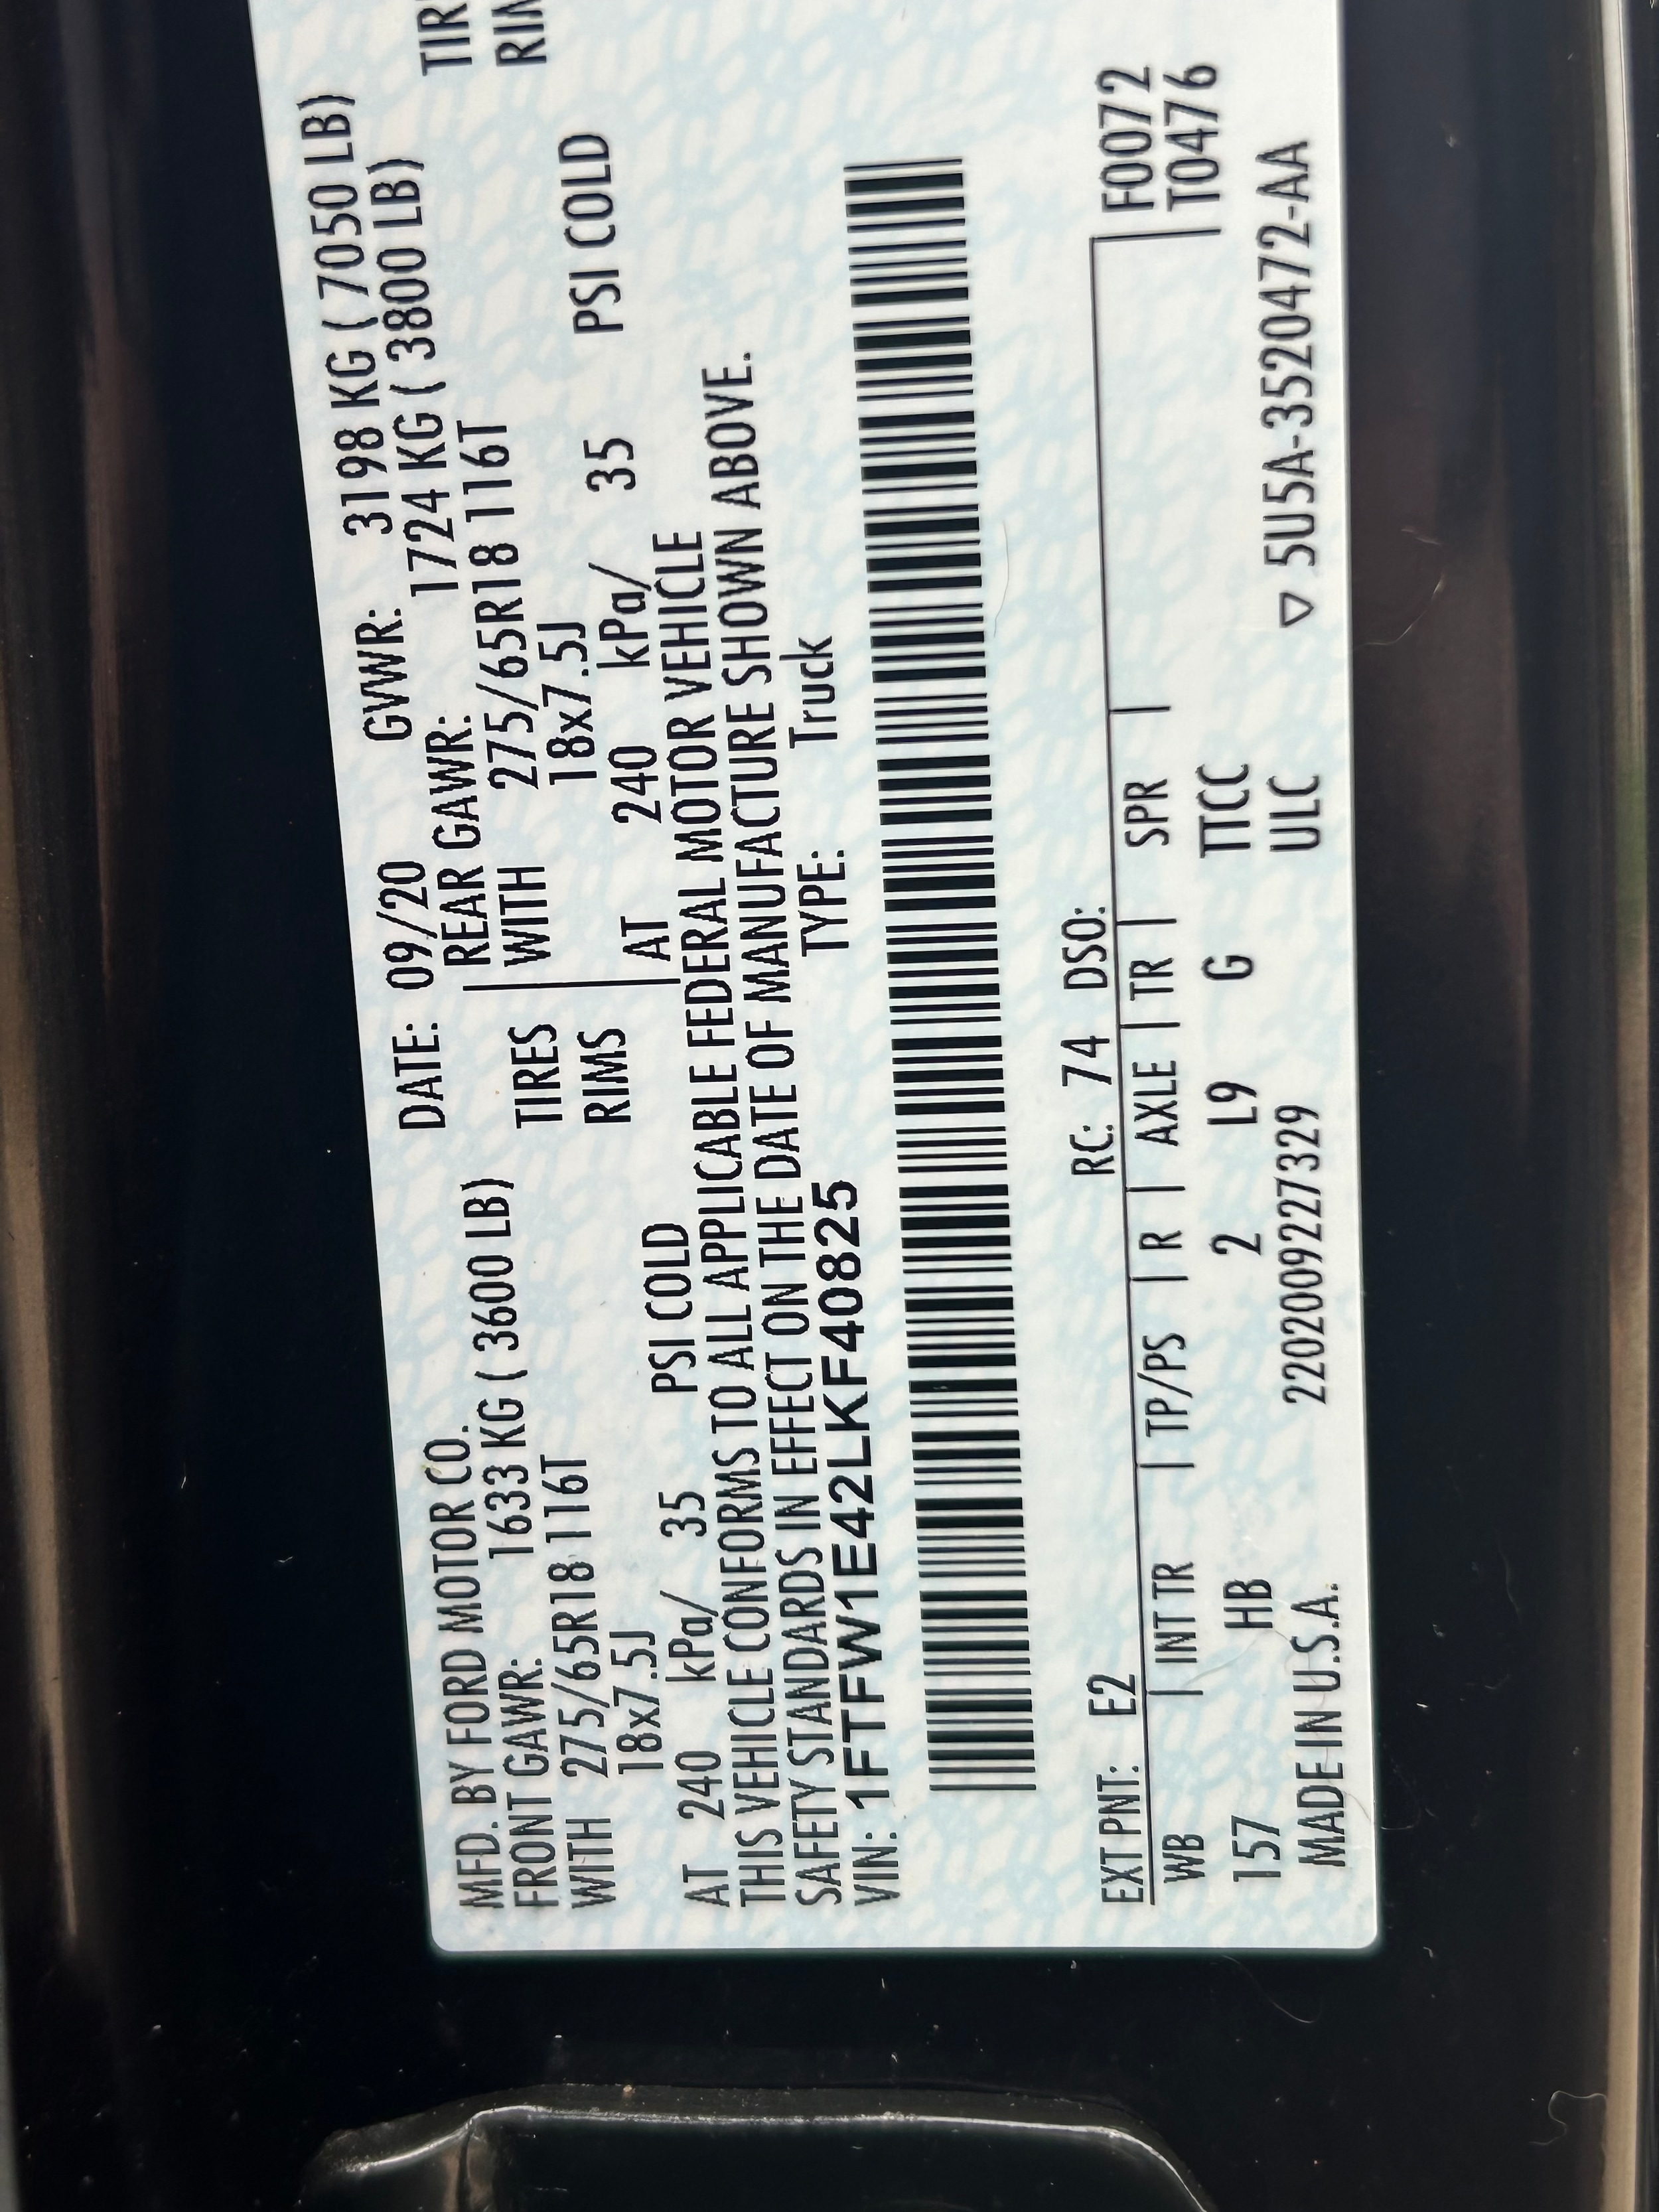 MFD. BY FORD MOTOR CO. DATE: 09/20 GVWR: 3198 KG ( 7050 LB)
FRONT GAWR: 1633 KG ( 3600 LB) REAR GAWR: 1724 KG ( 3800 LB)
WITH 275/65R18 116T TIRES WITH 275/65R18 116T
18x7.5J RIMS 18x7.5J
AT 240 kPa/ 35 PSI COLD AT 240 kPa/ 35 PSI COLD
THIS VEHICLE CONFORMS TO ALL APPLICABLE FEDERAL MOTOR VEHICLE
SAFETY STANDARDS IN EFFECT ON THE DATE OF MANUFACTURE SHOWN ABOVE.
VIN: 1FTFW1E42LKF40825 TYPE: Truck
EXT PNT: E2 RC: 74 DSO:
WB | INT TR | TP/PS | R | AXLE | TR | SPR | F0072
157 HB 2 L9 G TTCC T0476
MADE IN U.S.A. 2202009227329 ULC ▽ 5U5A-3520472-AA